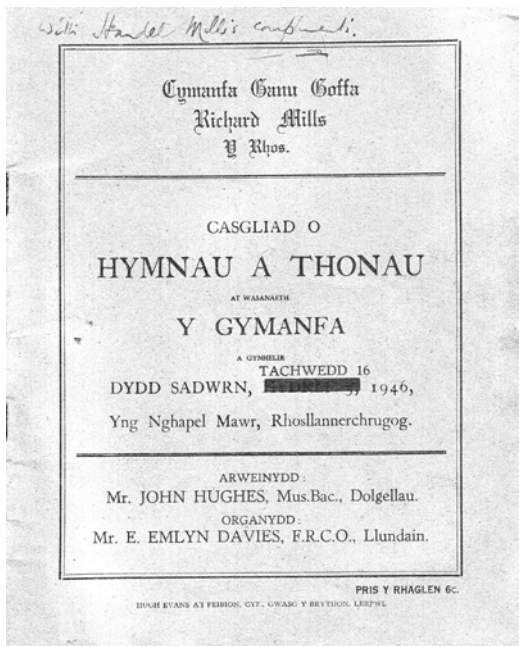 With Handel Mills's compliments.
Cymanfa Ganu Goffa
Richard Mills
Y Rhos.
CASGLIAD O
HYMNAU A THONAU
AT WASANAETH
Y GYMANFA
A GYNHELIR
TACHWEDD 16
DYDD SADWRN, HYDREF 5, 1946,
Yng Nghapel Mawr, Rhosllannerchrugog.
ARWEINYDD :
Mr. JOHN HUGHES, Mus.Bac., Dolgellau.
ORGANYDD :
Mr. E. EMLYN DAVIES, F.R.C.O., Llundain.
PRIS Y RHAGLEN 6c.
HUGH EVANS A'I FEIBION, CYF., GWASG Y BRYTHON, LERPWL